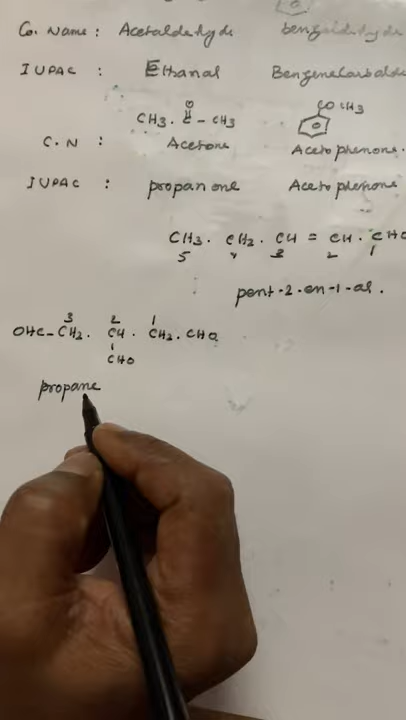 Co. Name : Acetaldehyde benzaldehyde
IUPAC : Ethanal Benzenecarbalde
O
CH3 . C - CH3 COCH3
C.N : Acetone Acetophenone.
IUPAC : propanone Acetophenone
CH3 . CH2 . CH = CH . CHO
5 4 3 2 1
pent-2-en-1-al.
3 2 1
OHC - CH2 . CH . CH2 . CHO
CHO
propane